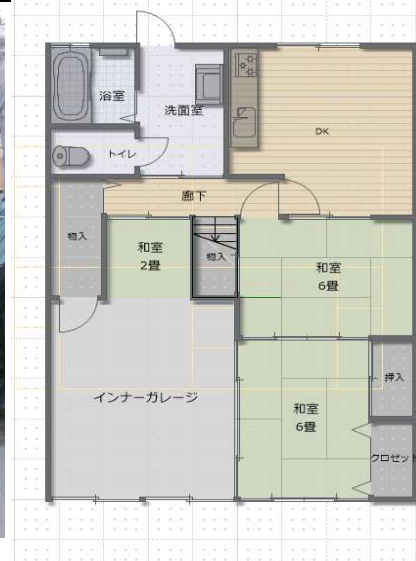 浴室
洗面室
トイレ
DK
廊下
物入
和室
2畳
物入
和室
6畳
インナーガレージ
和室
6畳
押入
クロゼット